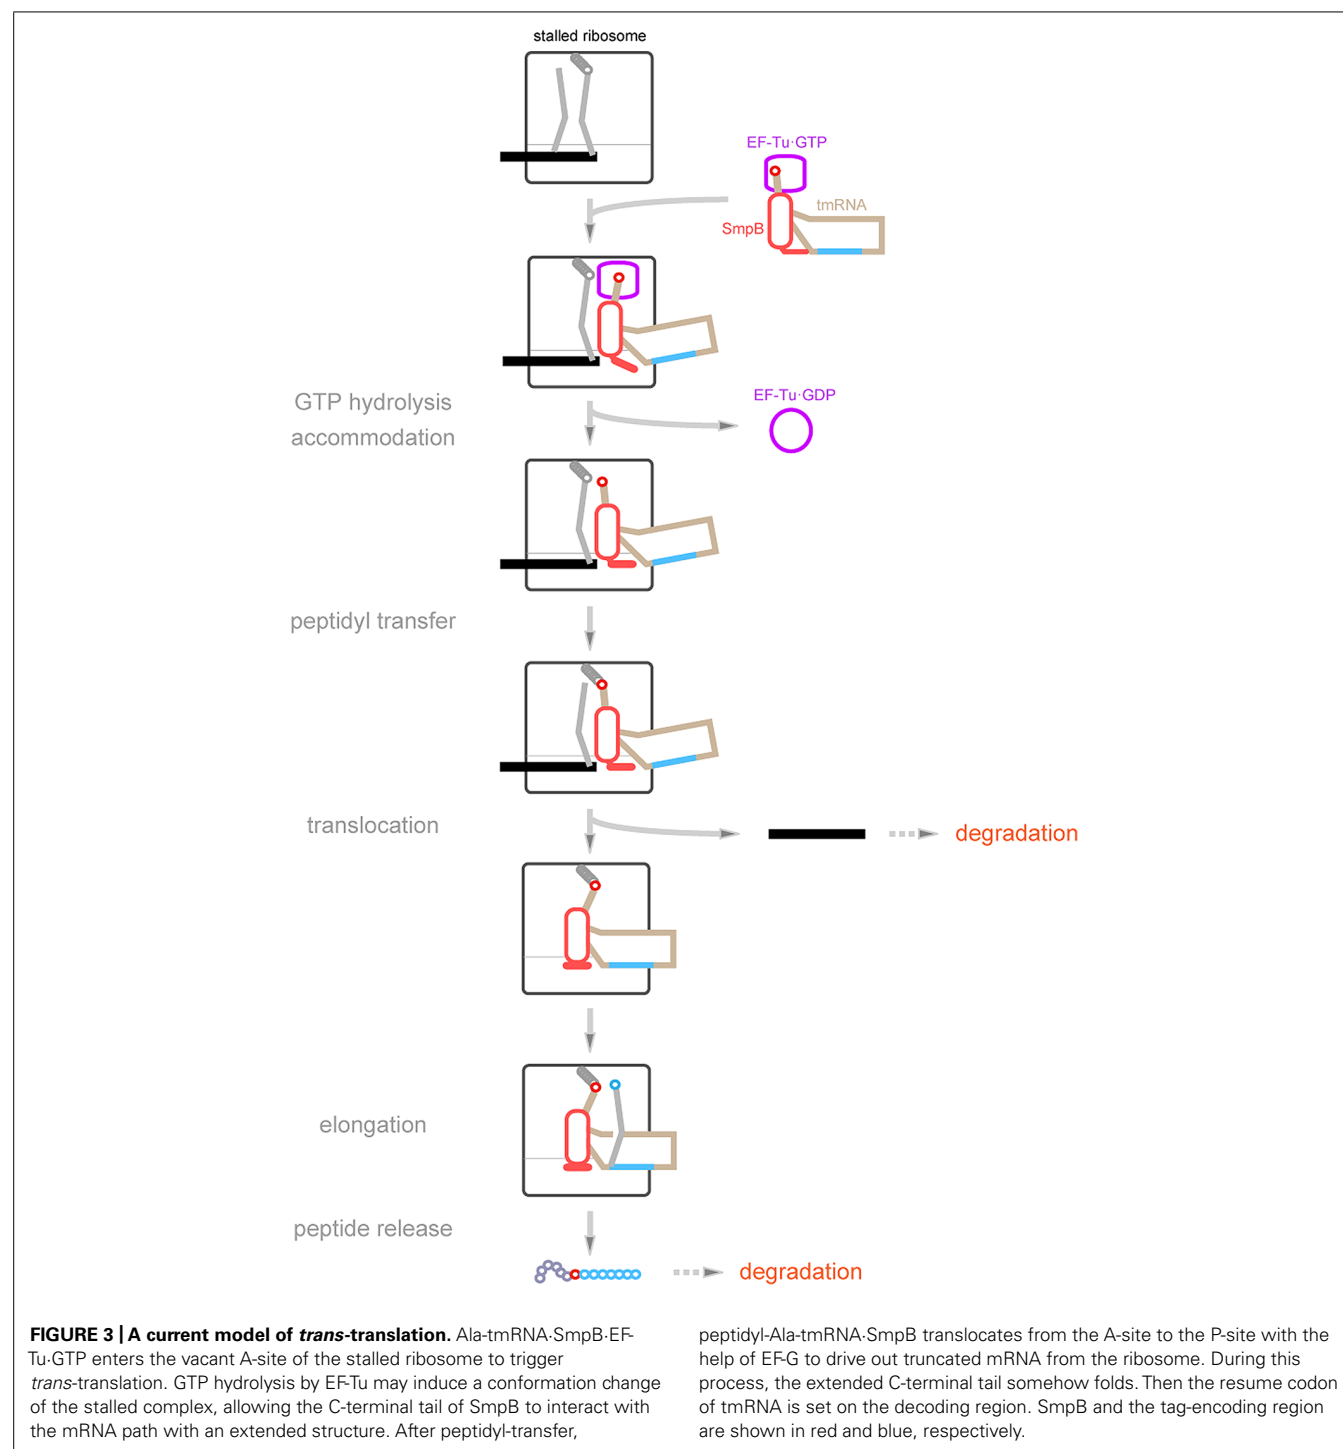 stalled ribosome
EF-Tu·GTP
tmRNA
SmpB
GTP hydrolysis
accommodation
EF-Tu·GDP
peptidyl transfer
translocation
degradation
elongation
peptide release
degradation
FIGURE 3 | A current model of trans-translation. Ala-tmRNA·SmpB·EF-
Tu·GTP enters the vacant A-site of the stalled ribosome to trigger
trans-translation. GTP hydrolysis by EF-Tu may induce a conformation change
of the stalled complex, allowing the C-terminal tail of SmpB to interact with
the mRNA path with an extended structure. After peptidyl-transfer,
peptidyl-Ala-tmRNA·SmpB translocates from the A-site to the P-site with the
help of EF-G to drive out truncated mRNA from the ribosome. During this
process, the extended C-terminal tail somehow folds. Then the resume codon
of tmRNA is set on the decoding region. SmpB and the tag-encoding region
are shown in red and blue, respectively.